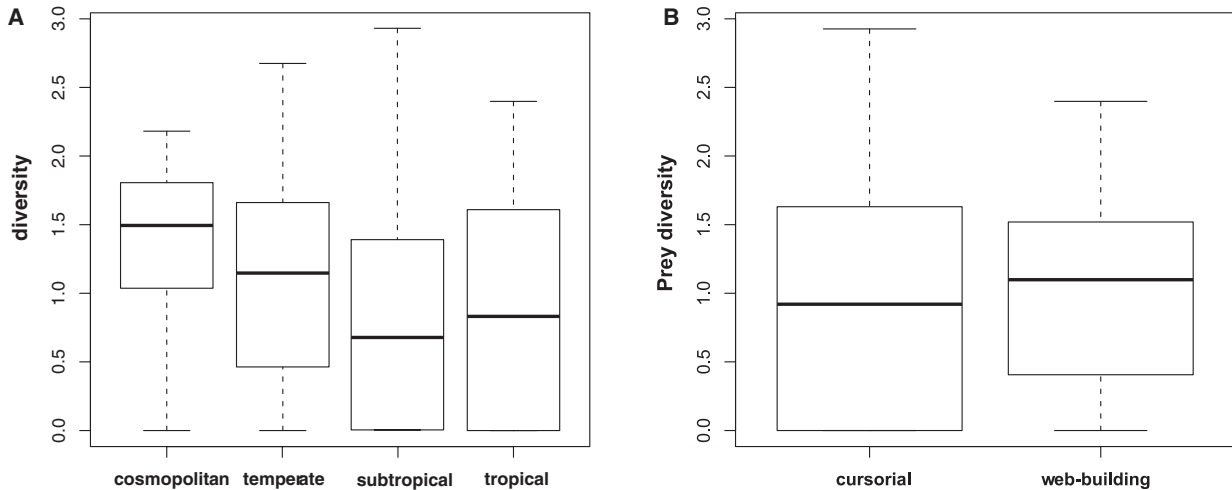 A
diversity
0.0 0.5 1.0 1.5 2.0 2.5 3.0
cosmopolitan temperate subtropical tropical
B
Prey diversity
0.0 0.5 1.0 1.5 2.0 2.5 3.0
cursorial web-building